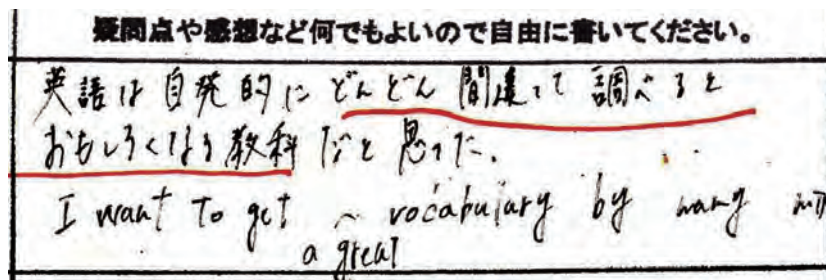 疑問点や感想など何でもよいので自由に書いてください。
英語は自発的にどんどん間違って調べると
おもしろくなる教科だと思った。
I want to get a great vocabulary by